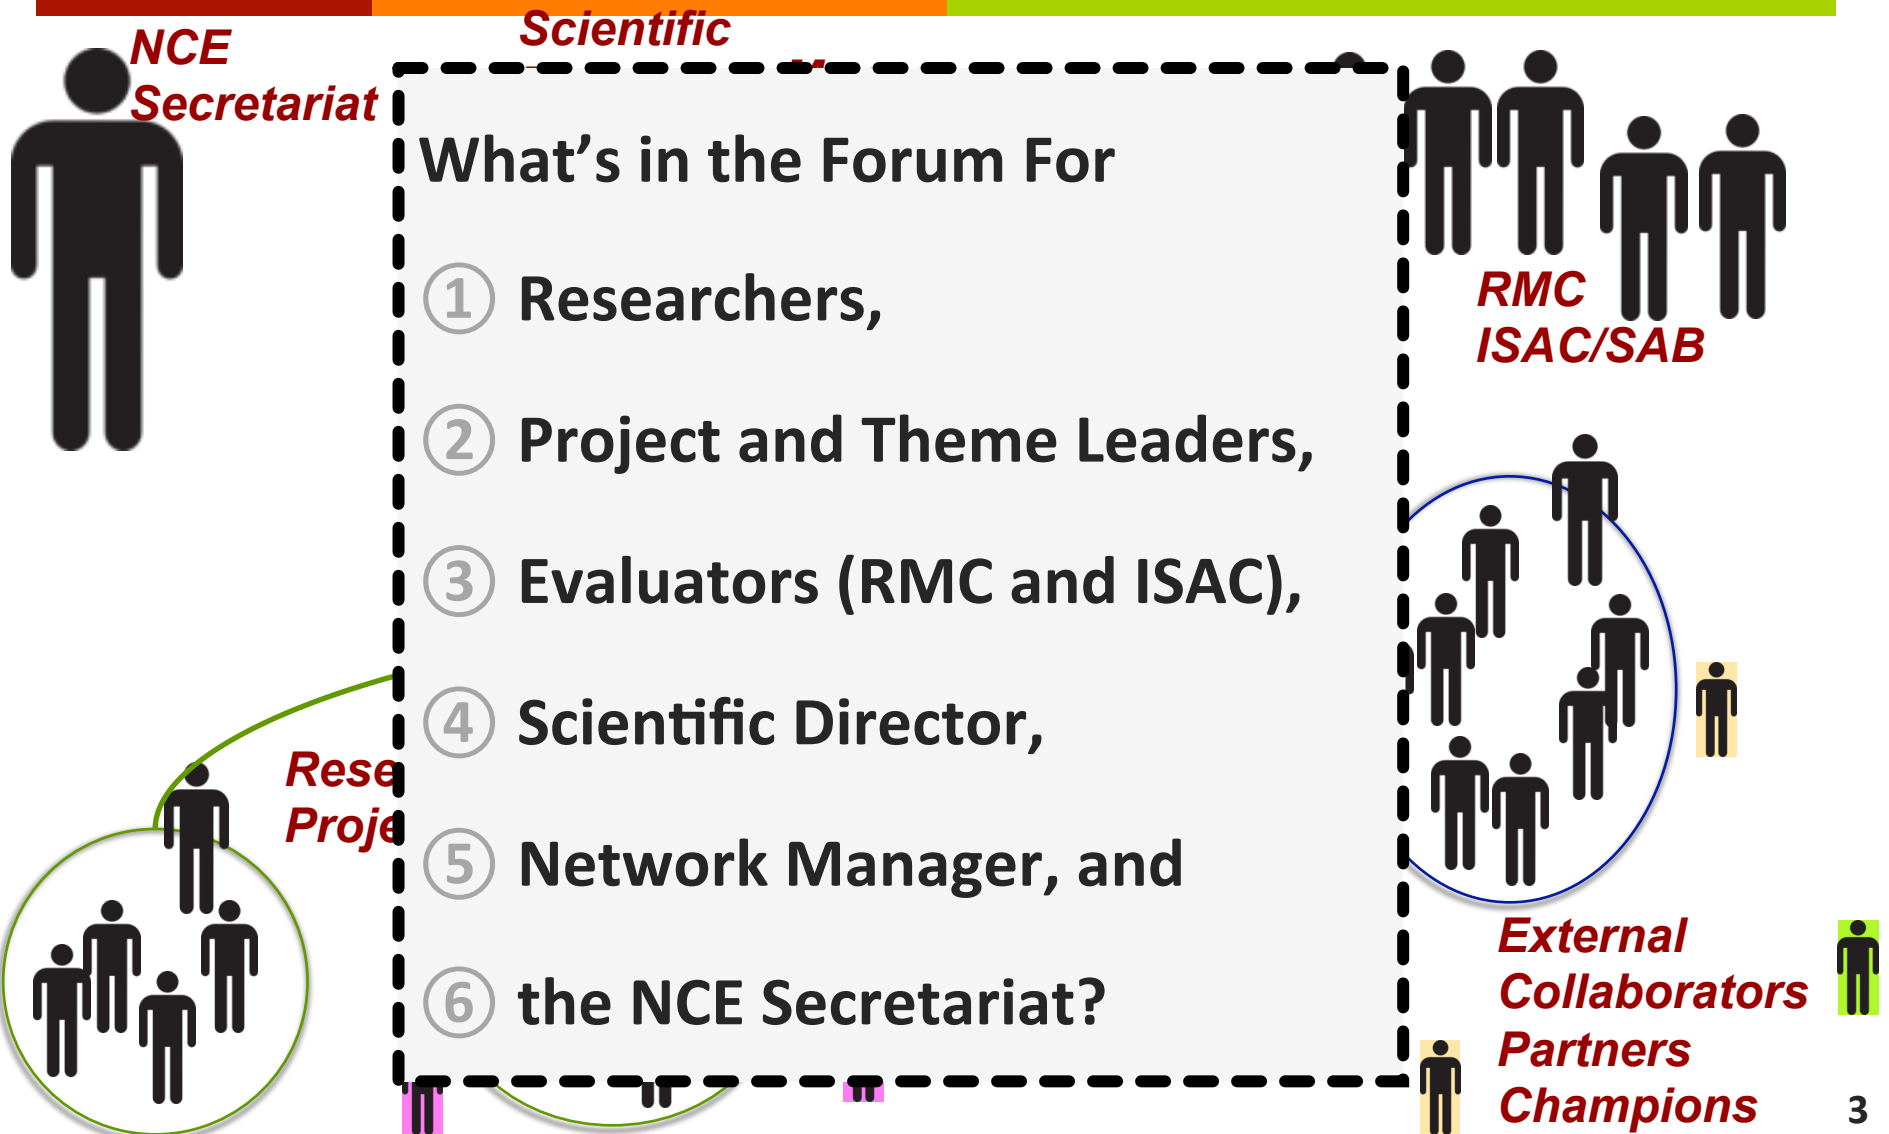 NCE
Secretariat
Scientific
What’s in the Forum For
① Researchers,
② Project and Theme Leaders,
③ Evaluators (RMC and ISAC),
④ Scientific Director,
⑤ Network Manager, and
⑥ the NCE Secretariat?
RMC
ISAC/SAB
Rese
Proje
External
Collaborators
Partners
Champions
3